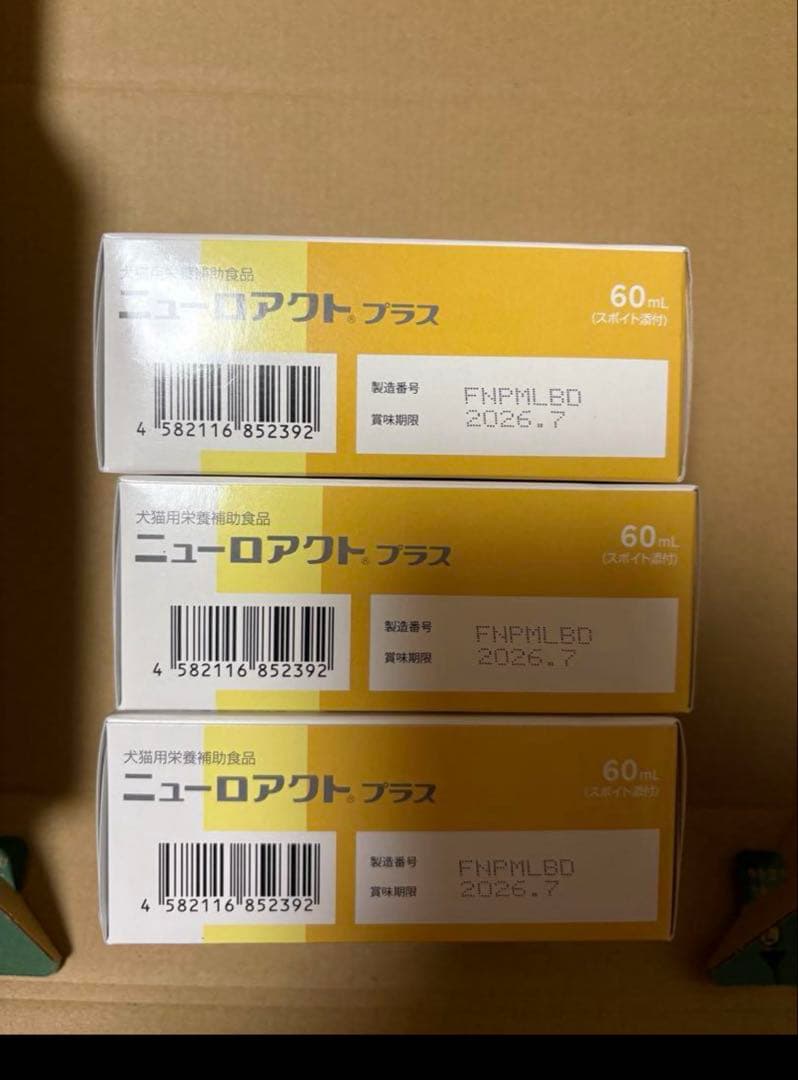 犬猫用栄養補助食品
ニューロアクト® プラス
60mL
(スポイト添付)
4 582116 852392
製造番号 FNPMLBD
賞味期限 2026.7
犬猫用栄養補助食品
ニューロアクト® プラス
60mL
(スポイト添付)
4 582116 852392
製造番号 FNPMLBD
賞味期限 2026.7
犬猫用栄養補助食品
ニューロアクト® プラス
60mL
(スポイト添付)
4 582116 852392
製造番号 FNPMLBD
賞味期限 2026.7